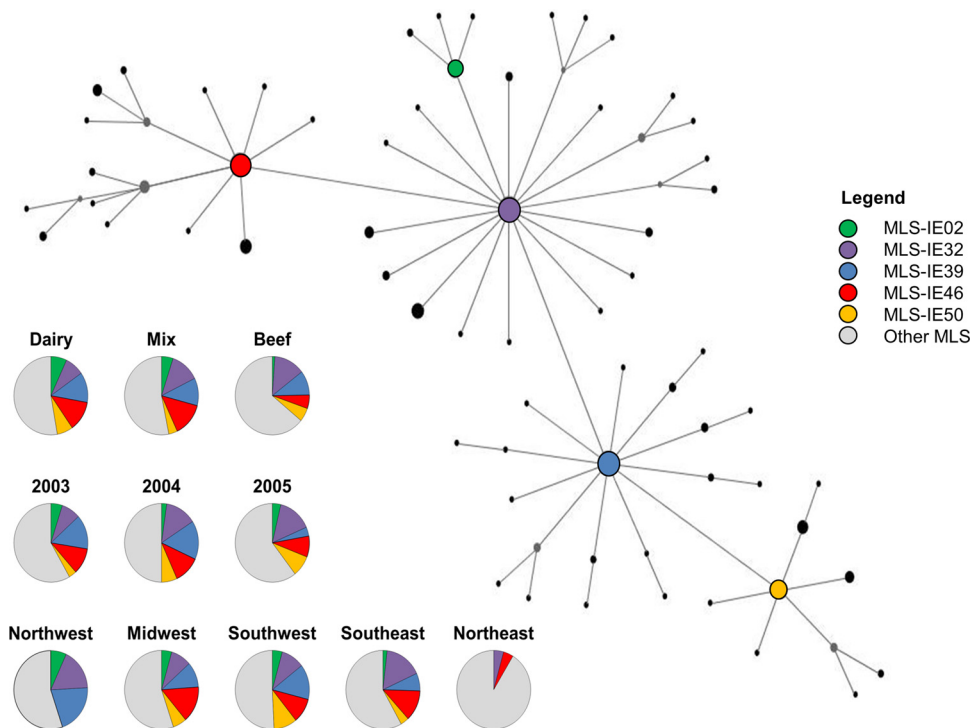 Legend
MLS-IE02
MLS-IE32
MLS-IE39
MLS-IE46
MLS-IE50
Other MLS
Dairy Mix Beef
2003 2004 2005
Northwest Midwest Southwest Southeast Northeast